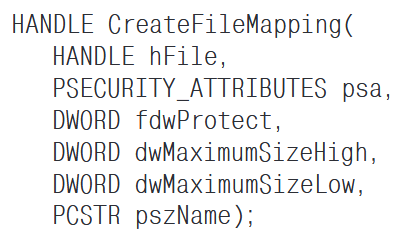 HANDLE CreateFileMapping(
   HANDLE hFile,
   PSECURITY_ATTRIBUTES psa,
   DWORD fdwProtect,
   DWORD dwMaximumSizeHigh,
   DWORD dwMaximumSizeLow,
   PCSTR pszName);